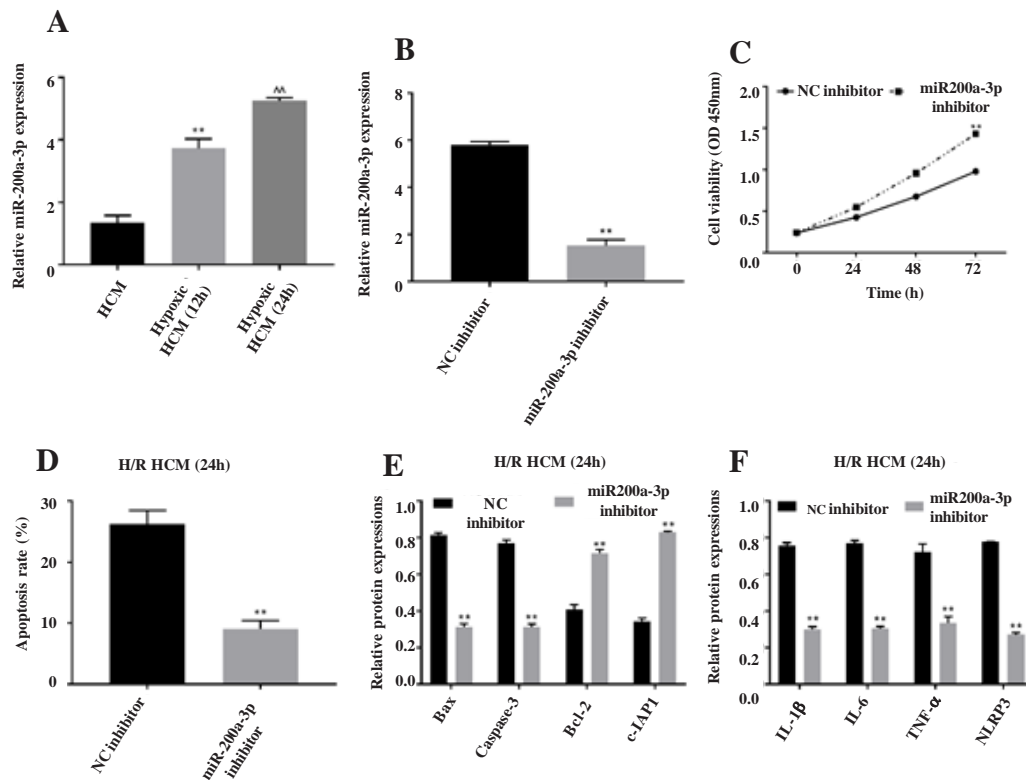 A
Relative miR-200a-3p expression
6
4
2
0
**
^^
HCM
Hypoxic
HCM (12h)
Hypoxic
HCM (24h)
B
Relative miR-200a-3p expression
8
6
4
2
0
**
NC inhibitor
miR-200a-3p inhibitor
C
NC inhibitor
miR200a-3p
inhibitor
Cell viability (OD 450nm)
2.0
1.5
1.0
0.5
0.0
**
0 24 48 72
Time (h)
D
H/R HCM (24h)
Apoptosis rate (%)
30
20
10
0
**
NC inhibitor
miR-200a-3p
inhibitor
E
H/R HCM (24h)
NC
inhibitor
miR200a-3p
inhibitor
Relative protein expressions
1.0
0.8
0.6
0.4
0.2
0.0
**
**
**
**
Bax
Caspase-3
Bcl-2
c-IAP1
F
H/R HCM (24h)
NC inhibitor
miR200a-3p
inhibitor
Relative protein expressions
1.0
0.8
0.6
0.4
0.2
0.0
**
**
**
**
IL-1β
IL-6
TNF-α
NLRP3